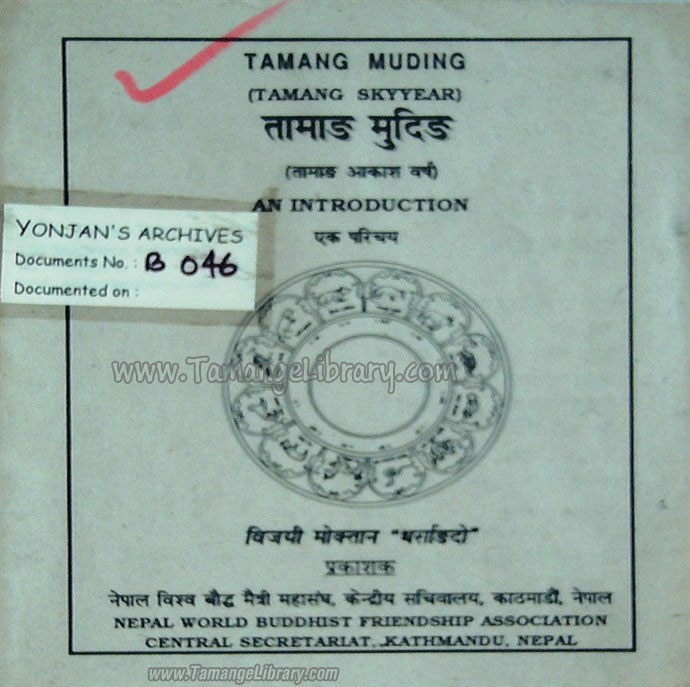 TAMANG MUDING
(TAMANG SKYYEAR)
तामाङ मुदिङ
(तामाङ आकाश वर्ष)
AN INTRODUCTION
एक परिचय
YONJAN'S ARCHIVES
Documents No. : B 046
Documented on :
www.TamangeLibrary.com
विजयी मोक्तान
प्रकाशक
नेपाल विश्व बौद्ध मैत्री महासंघ, केन्द्रीय सचिवालय, काठमाडौं, नेपाल
NEPAL WORLD BUDDHIST FRIENDSHIP ASSOCIATION
CENTRAL SECRETARIAT, KATHMANDU, NEPAL
www.TamangeLibrary.com